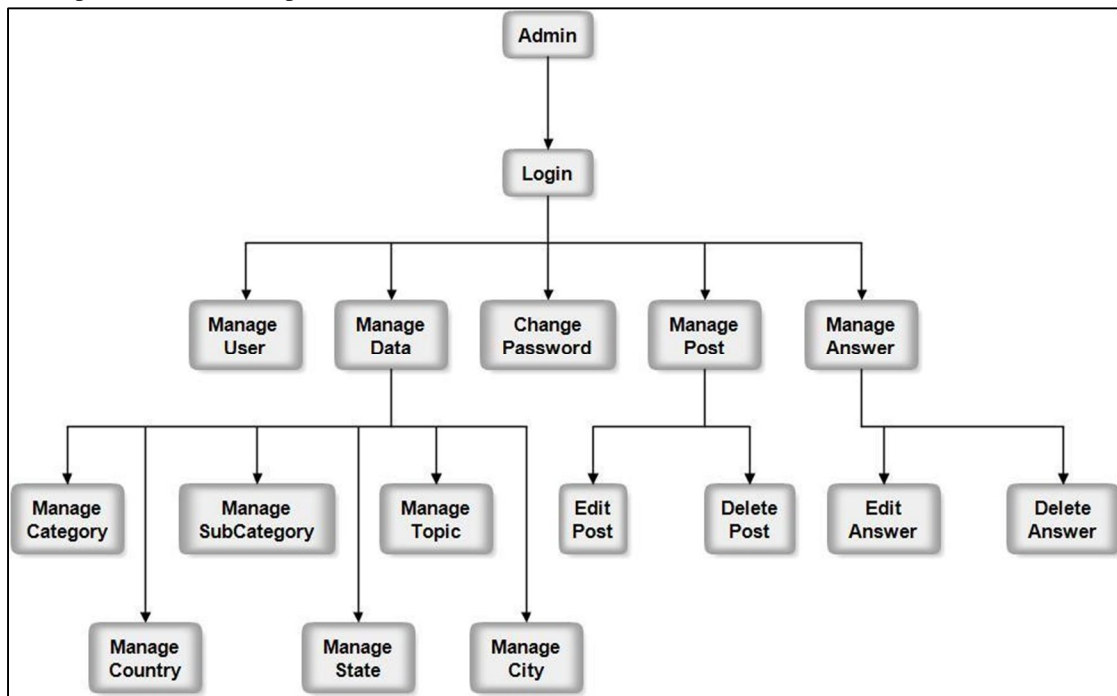 Admin
Login
Manage
User
Manage
Data
Change
Password
Manage
Post
Manage
Answer
Manage
Category
Manage
SubCategory
Manage
Topic
Edit
Post
Delete
Post
Edit
Answer
Delete
Answer
Manage
Country
Manage
State
Manage
City